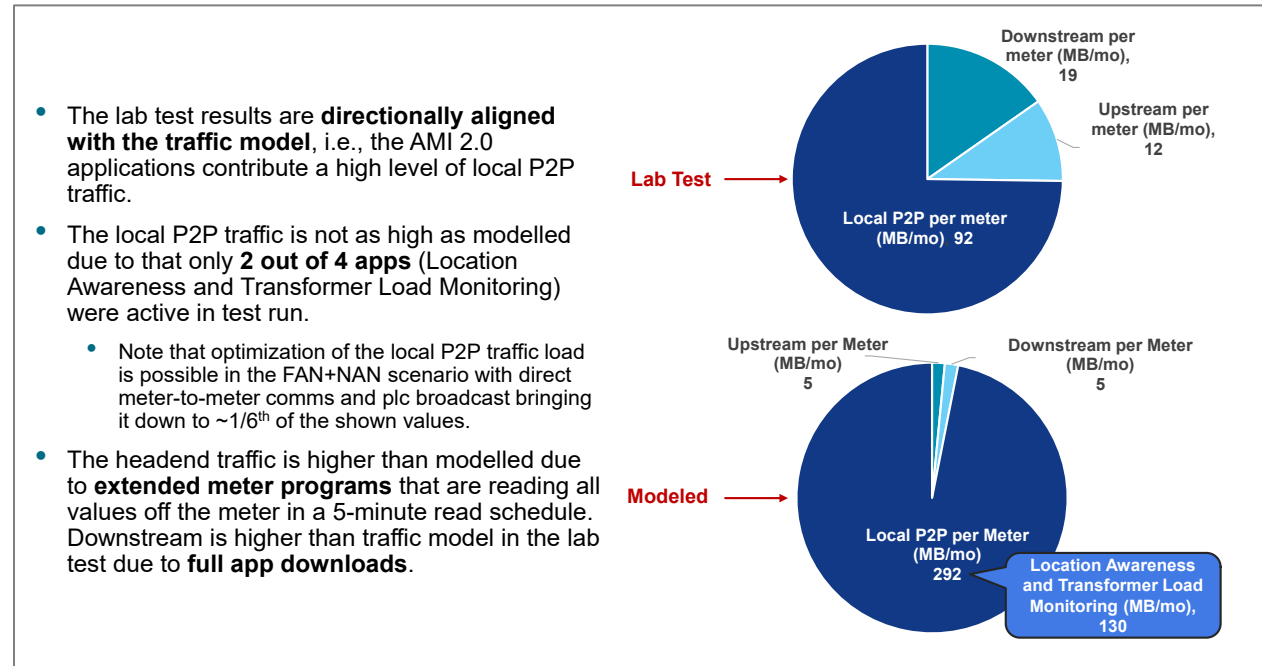 • The lab test results are directionally aligned
with the traffic model, i.e., the AMI 2.0
applications contribute a high level of local P2P
traffic.
• The local P2P traffic is not as high as modelled
due to that only 2 out of 4 apps (Location
Awareness and Transformer Load Monitoring)
were active in test run.
• Note that optimization of the local P2P traffic load
is possible in the FAN+NAN scenario with direct
meter-to-meter comms and plc broadcast bringing
it down to ~1/6th of the shown values.
• The headend traffic is higher than modelled due
to extended meter programs that are reading all
values off the meter in a 5-minute read schedule.
Downstream is higher than traffic model in the lab
test due to full app downloads.
Lab Test
Downstream per
meter (MB/mo),
19
Upstream per
meter (MB/mo),
12
Local P2P per meter
(MB/mo) 92
Modeled
Upstream per Meter
(MB/mo)
5
Downstream per Meter
(MB/mo)
5
Local P2P per Meter
(MB/mo)
292
Location Awareness
and Transformer Load
Monitoring (MB/mo),
130